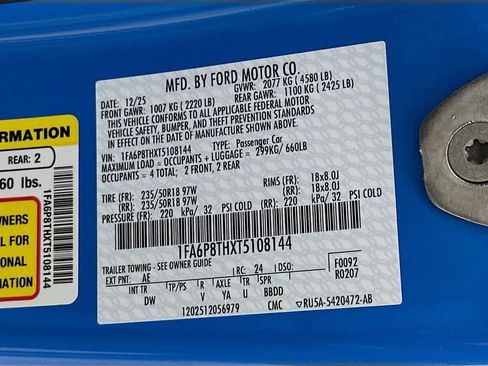 MFD. BY FORD MOTOR CO.
DATE: 12/25 GVWR: 2077 KG ( 4580 LB)
FRONT GAWR: 1007 KG ( 2220 LB) REAR GAWR: 1100 KG ( 2425 LB)
THIS VEHICLE CONFORMS TO ALL APPLICABLE FEDERAL MOTOR
VEHICLE SAFETY, BUMPER, AND THEFT PREVENTION STANDARDS
IN EFFECT ON THE DATE OF MANUFACTURE SHOWN ABOVE.
VIN: 1FA6P8THXT5108144 TYPE: Passenger Car
MAXIMUM LOAD = OCCUPANTS + LUGGAGE = 299KG/ 660LB
OCCUPANTS = 4 TOTAL; 2 FRONT, 2 REAR
TIRE (FR): 235/50R18 97W RIMS (FR): 18x8.0J
TIRE (RR): 235/50R18 97W (RR): 18x8.0J
PRESSURE (FR): 220 kPa/ 32 PSI COLD (RR): 220 kPa/ 32 PSI COLD
1FA6P8THXT5108144
TRAILER TOWING - SEE OWNER GUIDE
EXT PNT: AE RC: 24 DSO: F0092
INT TR TP/PS R AXLE TR SPR R0207
DW V YA U BBDD
1202512056979 CMC RU5A-5420472-AB
ORMATION
REAR: 2
60 lbs.
WNERS
L FOR
IONAL
MATION
1FA6P8THXT5108144